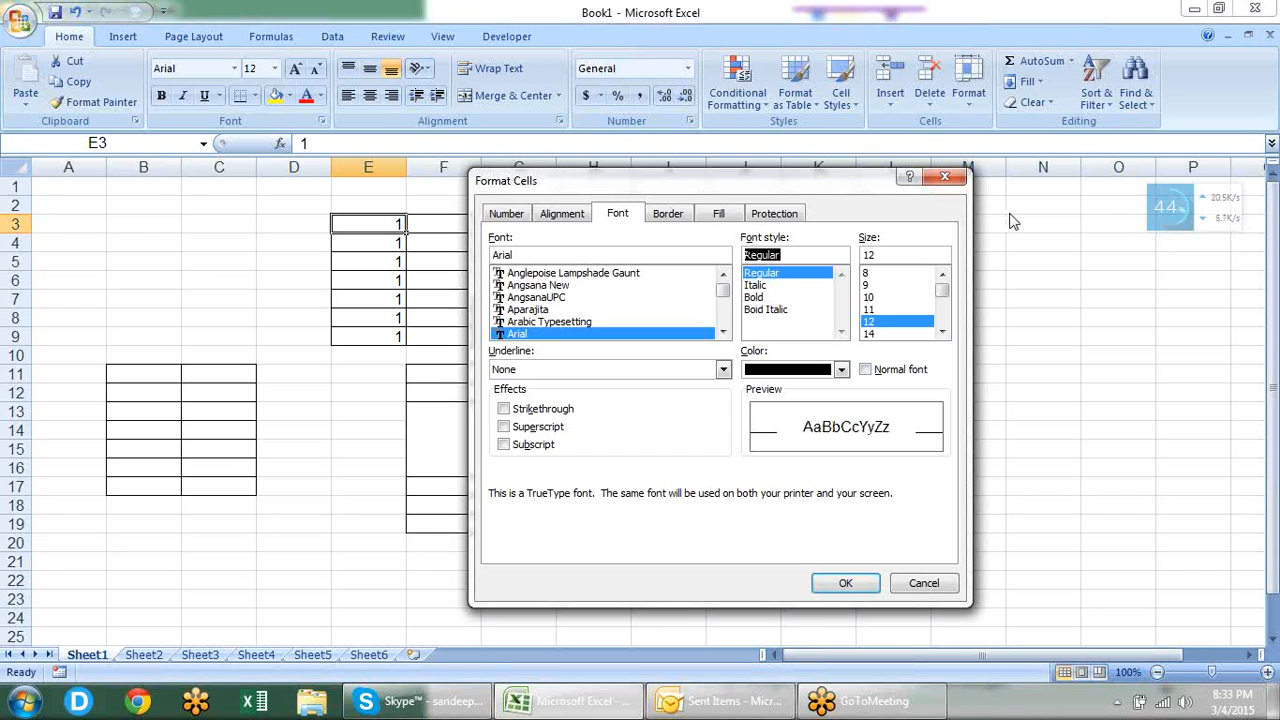 Book1 - Microsoft Excel
Home Insert Page Layout Formulas Data Review View Developer
Paste
Cut
Copy
Format Painter
Clipboard
Arial 12
B I U
Font
Wrap Text
Merge & Center
Alignment
General
$ % ,
Number
Conditional Formatting
Format as Table
Cell Styles
Styles
Insert Delete Format
Cells
AutoSum
Fill
Clear
Sort & Filter
Find & Select
Editing
E3 fx 1
A B C D E F M N O P
1
2
3 1
4 1
5 1
6 1
7 1
8 1
9 1
10
11
12
13
14
15
16
17
18
19
20
21
22
23
24
25
44%
20.5K/s
5.7K/s
Format Cells
Number Alignment Font Border Fill Protection
Font: Font style: Size:
Arial Regular 12
Anglepoise Lampshade Gaunt Regular 8
Angsana New Italic 9
AngsanaUPC Bold 10
Aparajita Bold Italic 11
Arabic Typesetting 12
Arial 14
Underline: Color:
None Normal font
Effects Preview
Strikethrough
Superscript AaBbCcYyZz
Subscript
This is a TrueType font. The same font will be used on both your printer and your screen.
OK Cancel
Sheet1 Sheet2 Sheet3 Sheet4 Sheet5 Sheet6
Ready 100%
Skype™ - sandeep... Microsoft Excel - ... Sent Items - Micr... GoToMeeting
8:33 PM
3/4/2015